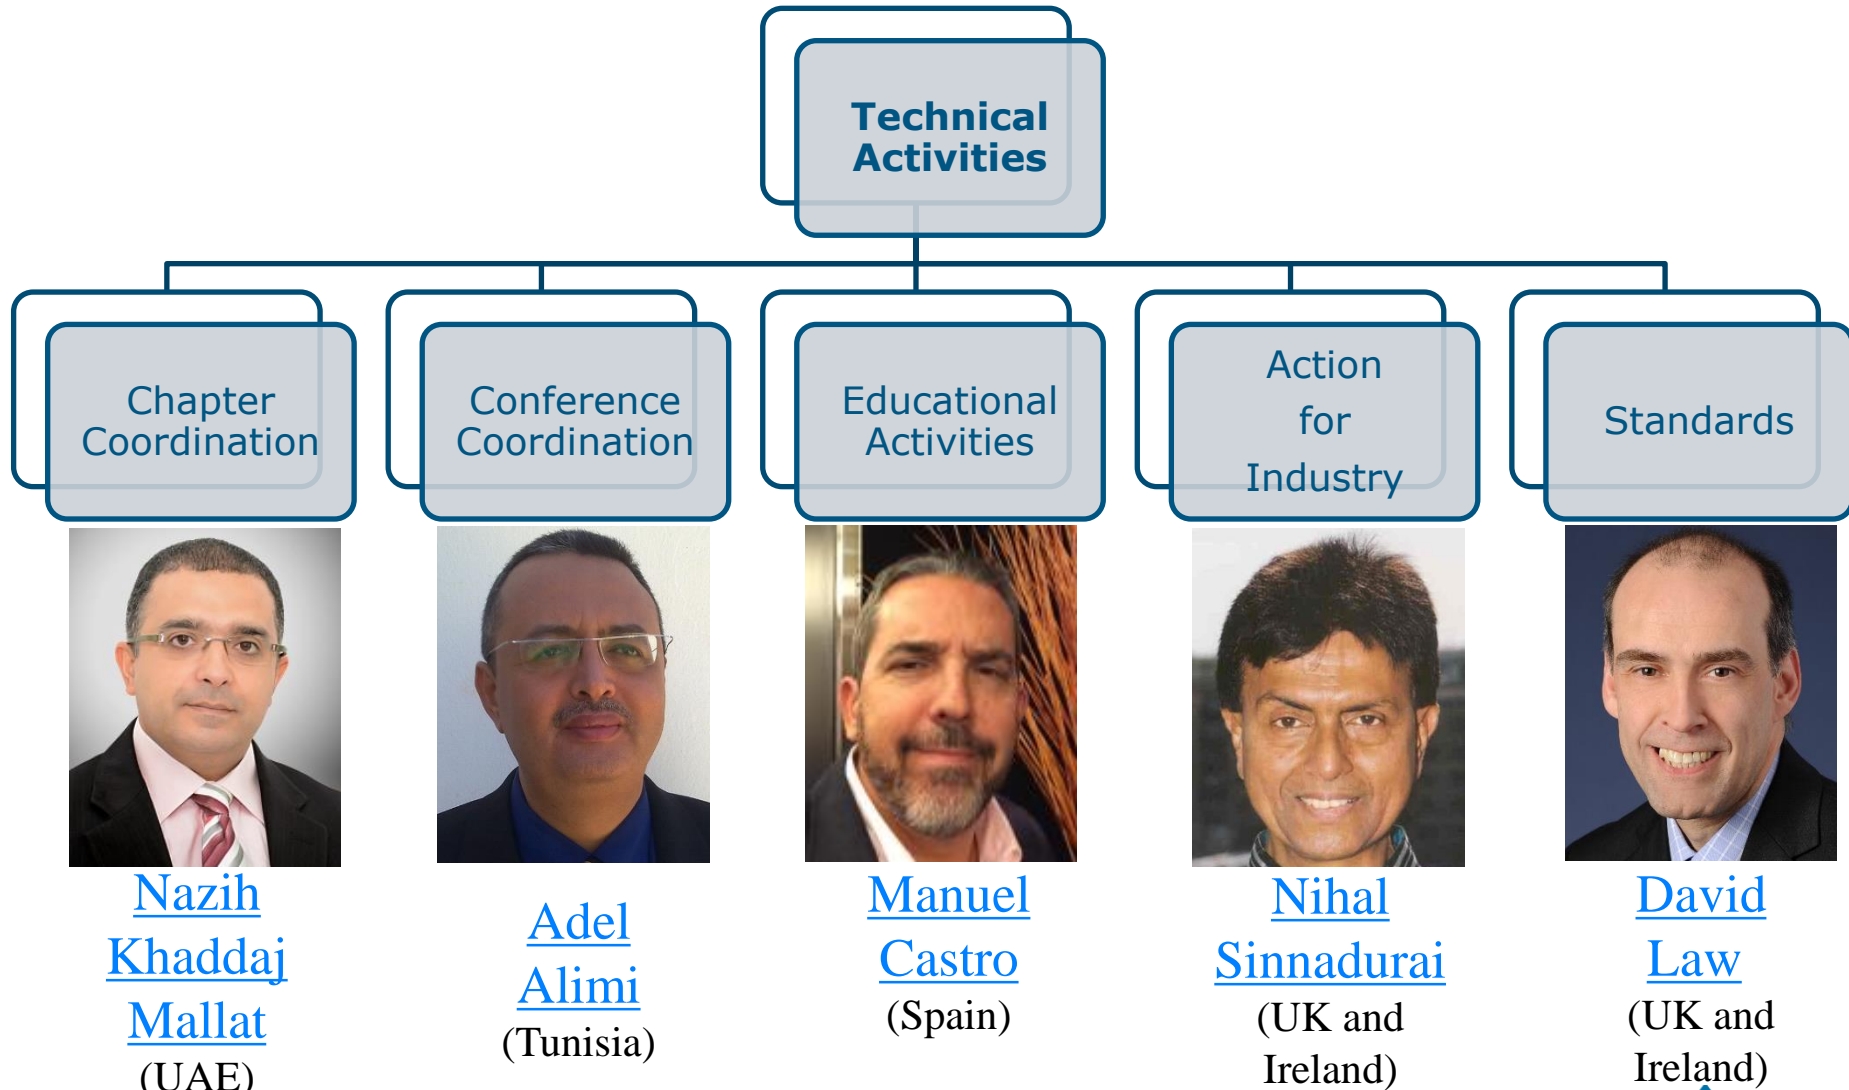 Technical
Activities
Chapter
Coordination
Conference
Coordination
Educational
Activities
Action
for
Industry
Standards
Nazih
Khaddaj
Mallat
(UAE)
Adel
Alimi
(Tunisia)
Manuel
Castro
(Spain)
Nihal
Sinnadurai
(UK and
Ireland)
David
Law
(UK and
Ireland)